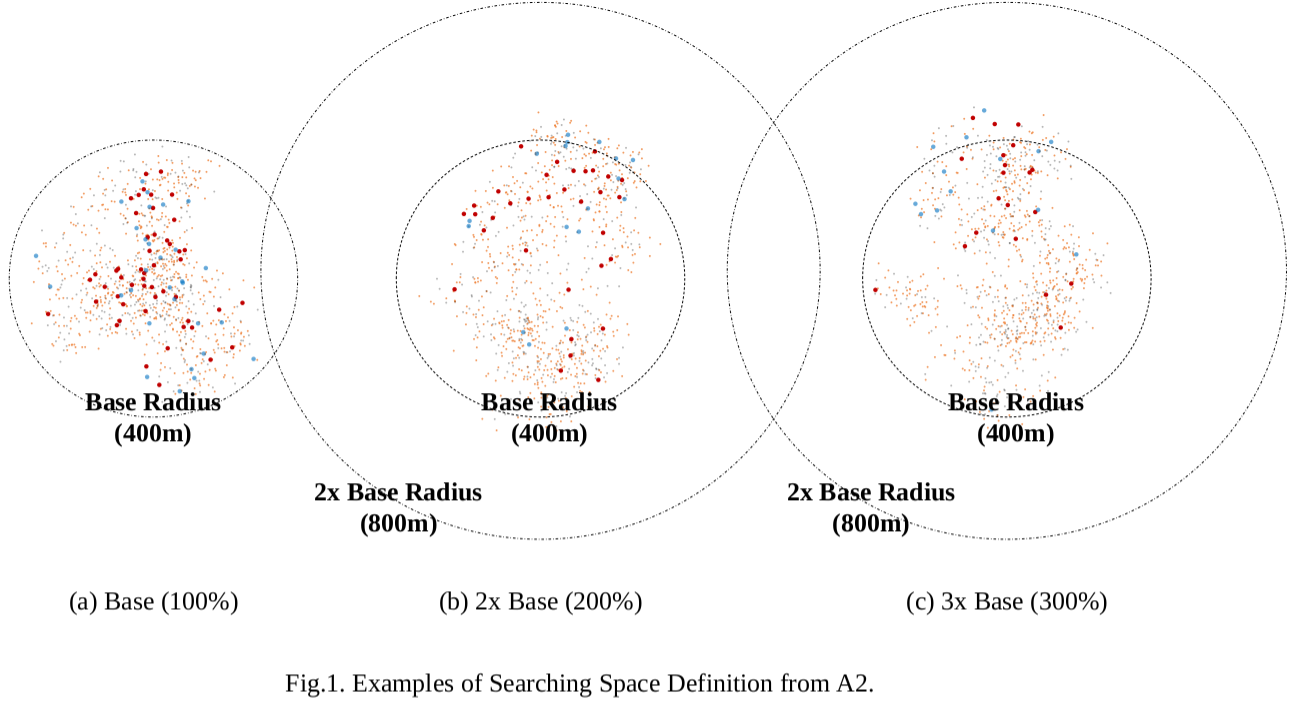 Base Radius
(400m)
Base Radius
(400m)
Base Radius
(400m)
2x Base Radius
(800m)
2x Base Radius
(800m)
(a) Base (100%)
(b) 2x Base (200%)
(c) 3x Base (300%)
Fig.1. Examples of Searching Space Definition from A2.